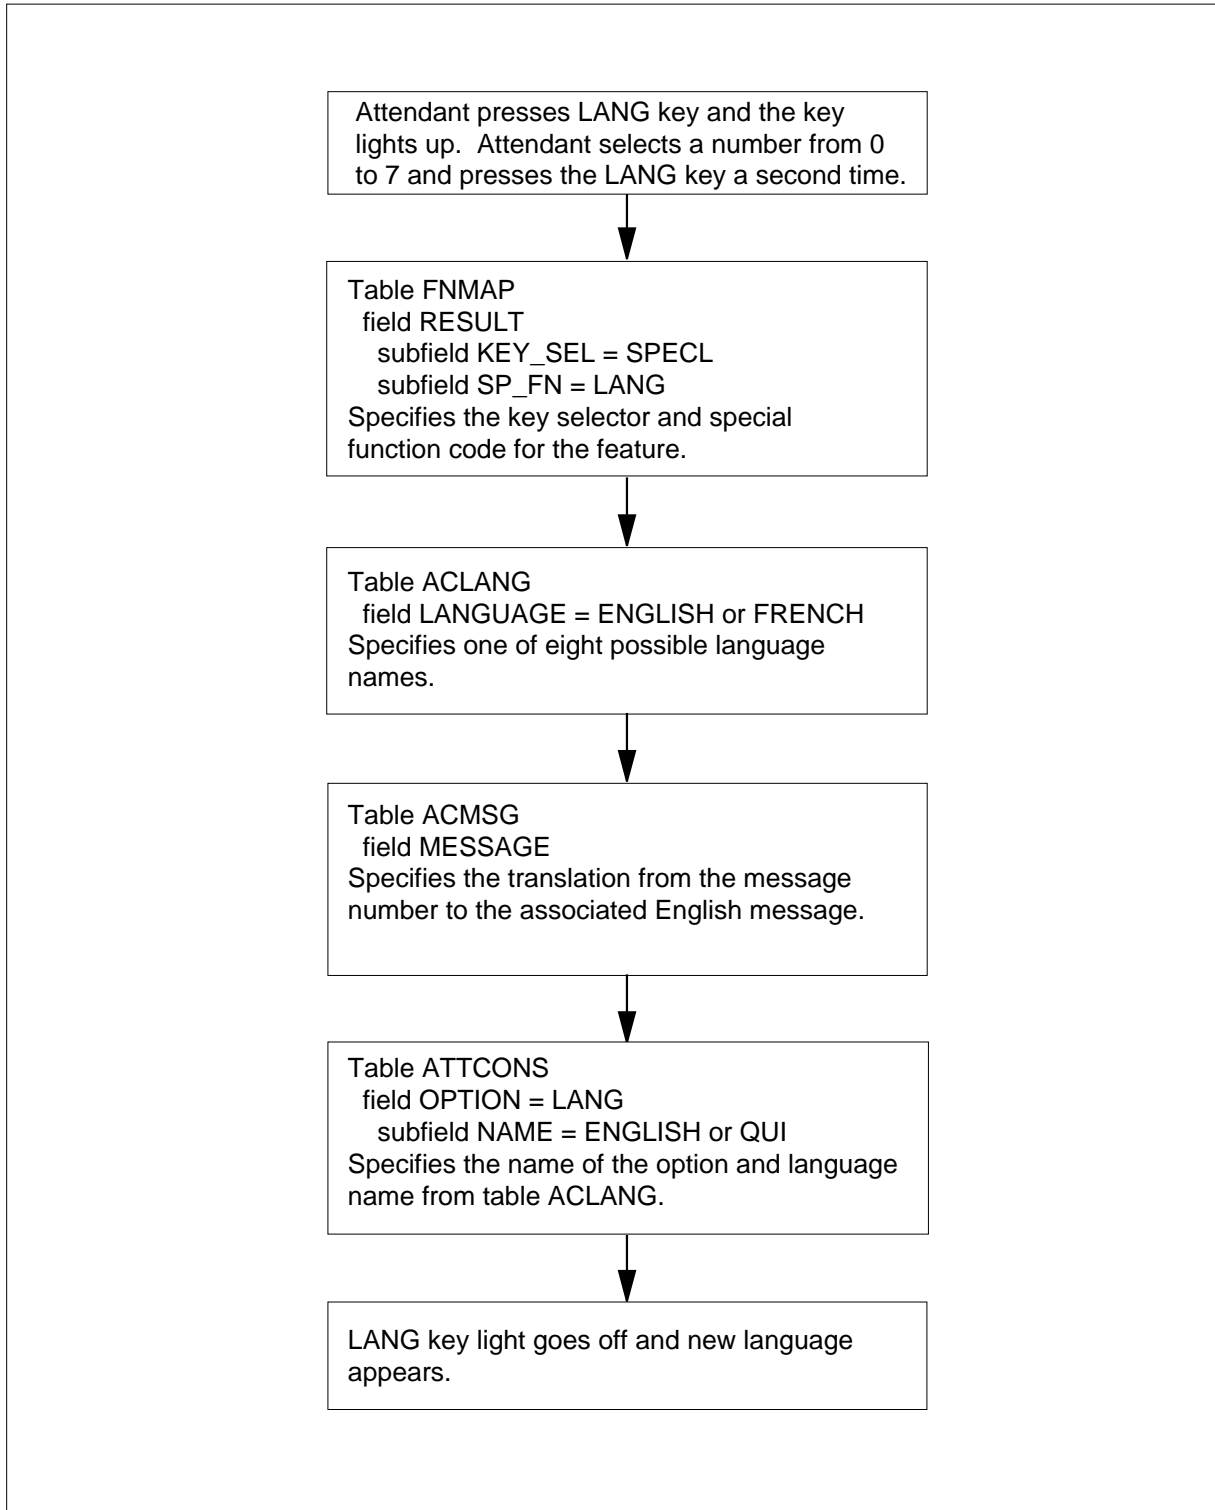 Attendant presses LANG key and the key
lights up.  Attendant selects a number from 0
to 7 and presses the LANG key a second time.
Table FNMAP
field RESULT
subfield KEY_SEL = SPECL
subfield SP_FN = LANG
Specifies the key selector and special
function code for the feature.
Table ACLANG
field LANGUAGE = ENGLISH or FRENCH
Specifies one of eight possible language
names.
Table ACMSG
field MESSAGE
Specifies the translation from the message
number to the associated English message.
Table ATTCONS
field OPTION = LANG
subfield NAME = ENGLISH or QUI
Specifies the name of the option and language
name from table ACLANG.
LANG key light goes off and new language
appears.